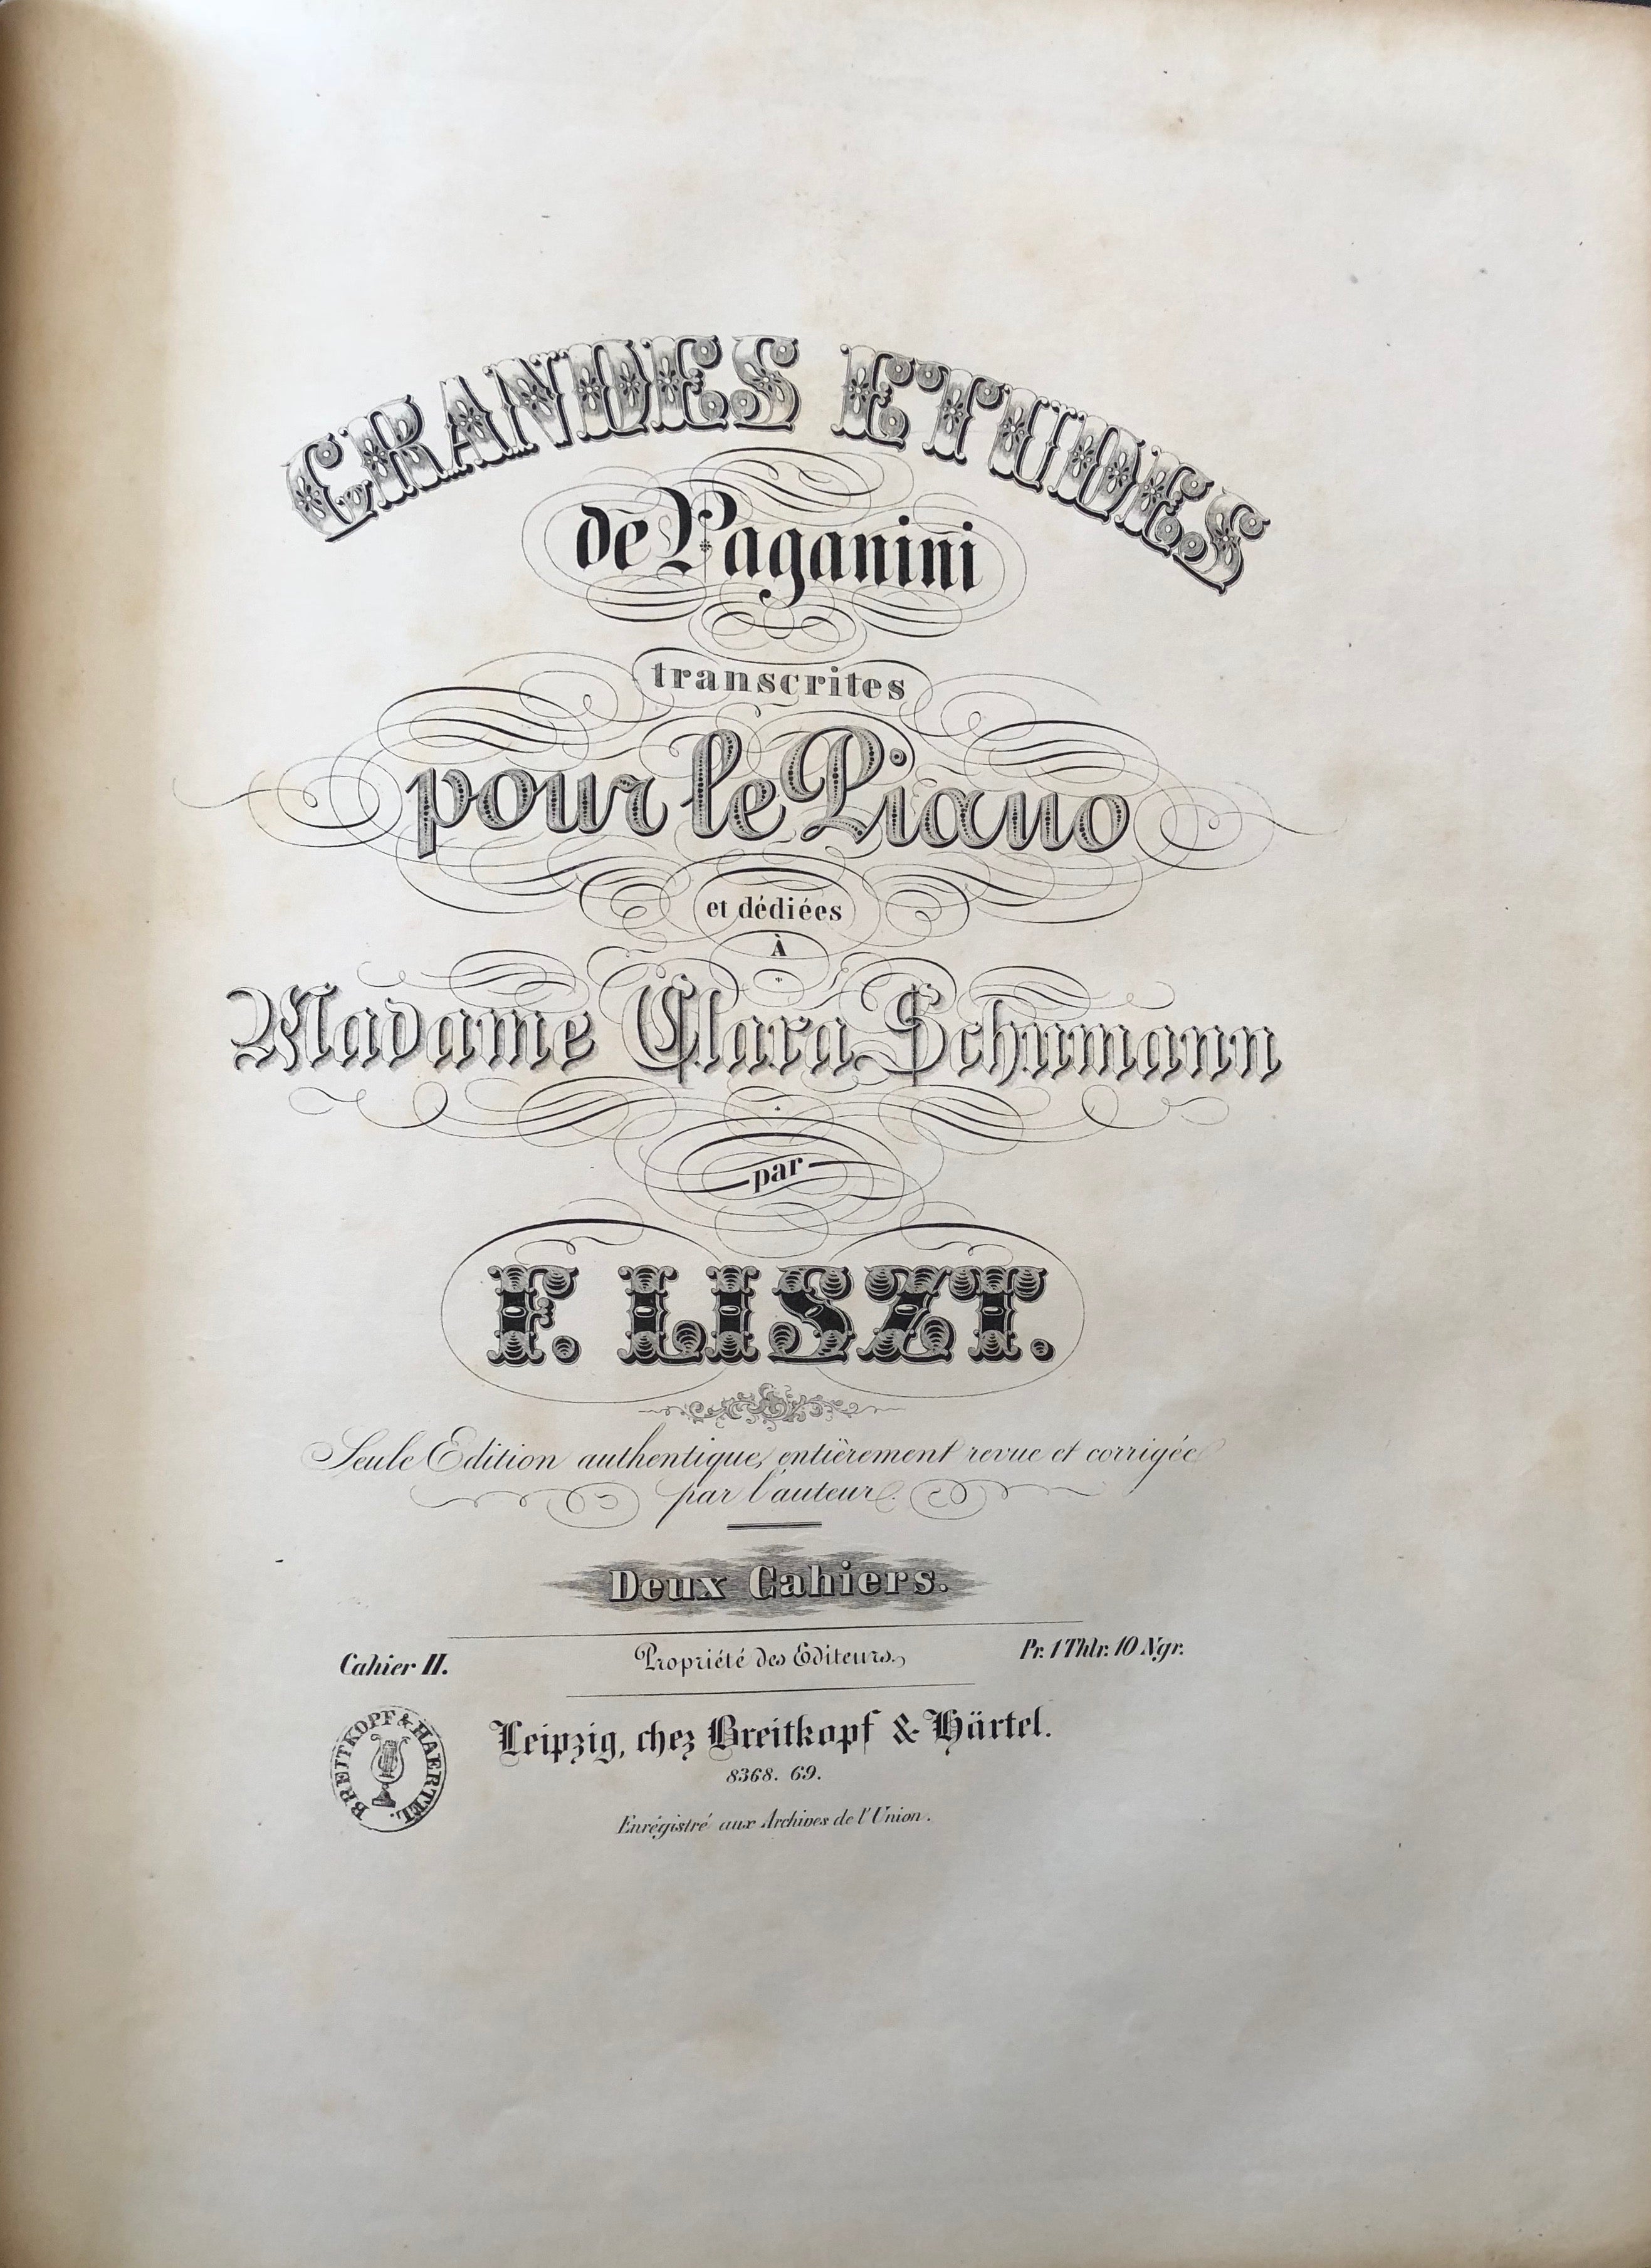 GRANDES ETUDES
de Paganini
transcrites
pour le Piano
et dédiées
À
Madame Clara Schumann
par
F. LISZT.
Seule Edition authentique, entièrement revue et corrigée
par l'auteur.
Deux Cahiers.
Cahier II.
Propriété des Editeurs.
Pr. 1 Thlr. 10 Ngr.
BREITKOPF & HAERTEL.
Leipzig, chez Breitkopf & Härtel.
8368. 69.
Enrégistré aux Archives de l'Union.